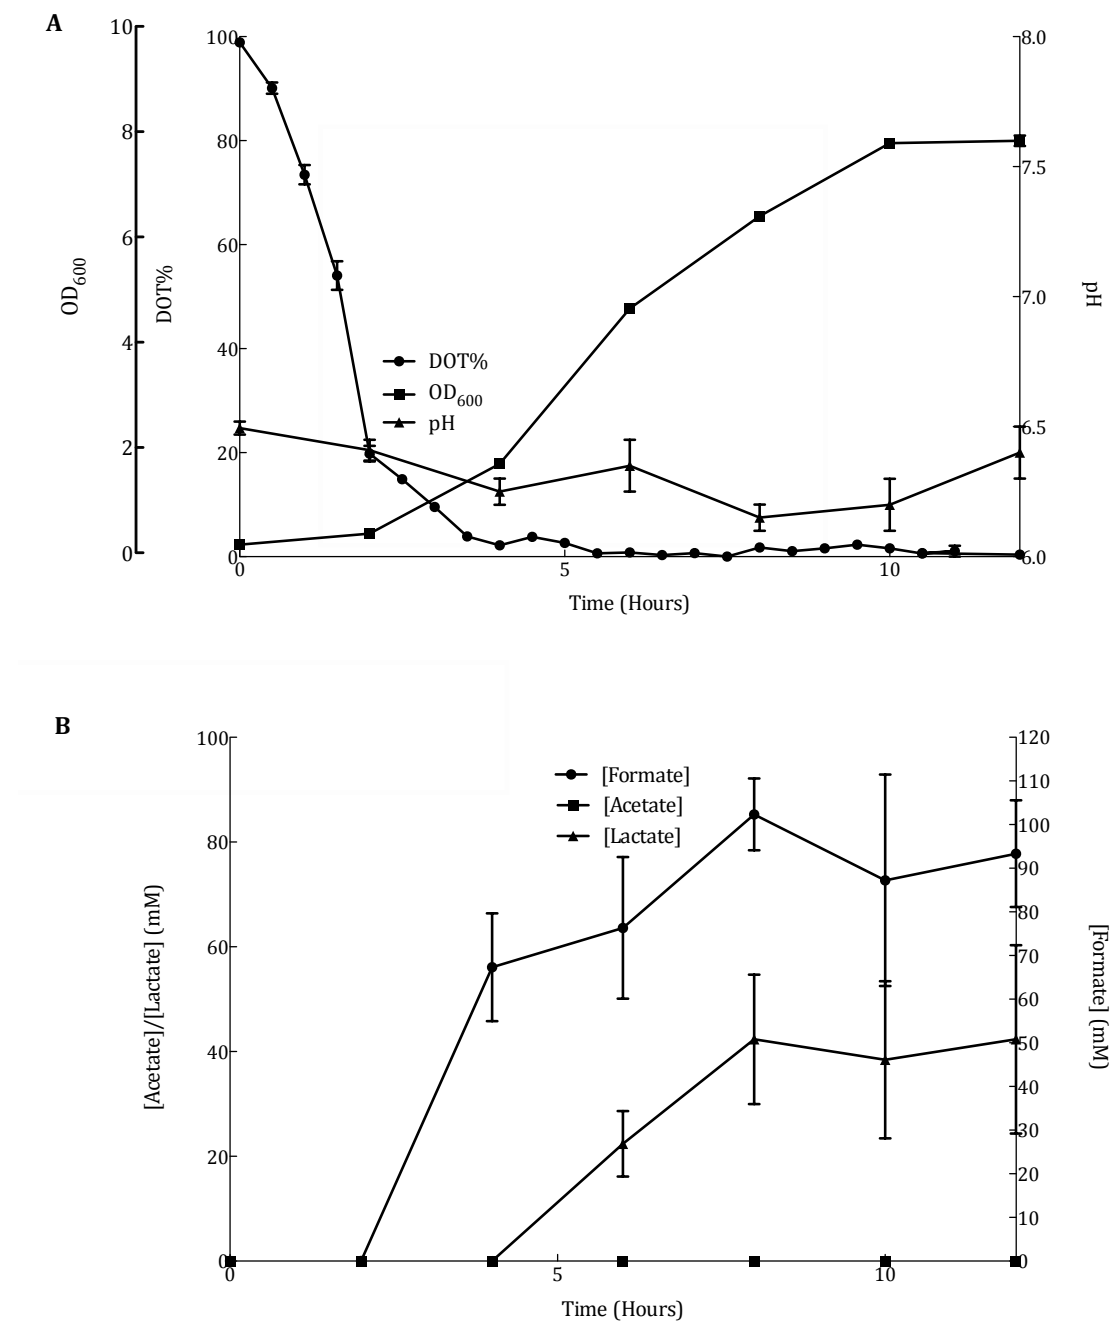 A
10
8
6
4
2
0
OD600
100
80
60
40
20
0
DOT%
8.0
7.5
7.0
6.5
6.0
pH
DOT%
OD600
pH
0 5 10
Time (Hours)
B
100
80
60
40
20
0
[Acetate]/[Lactate] (mM)
[Formate]
[Acetate]
[Lactate]
120
110
100
90
80
70
60
50
40
30
20
10
0
[Formate] (mM)
0 5 10
Time (Hours)